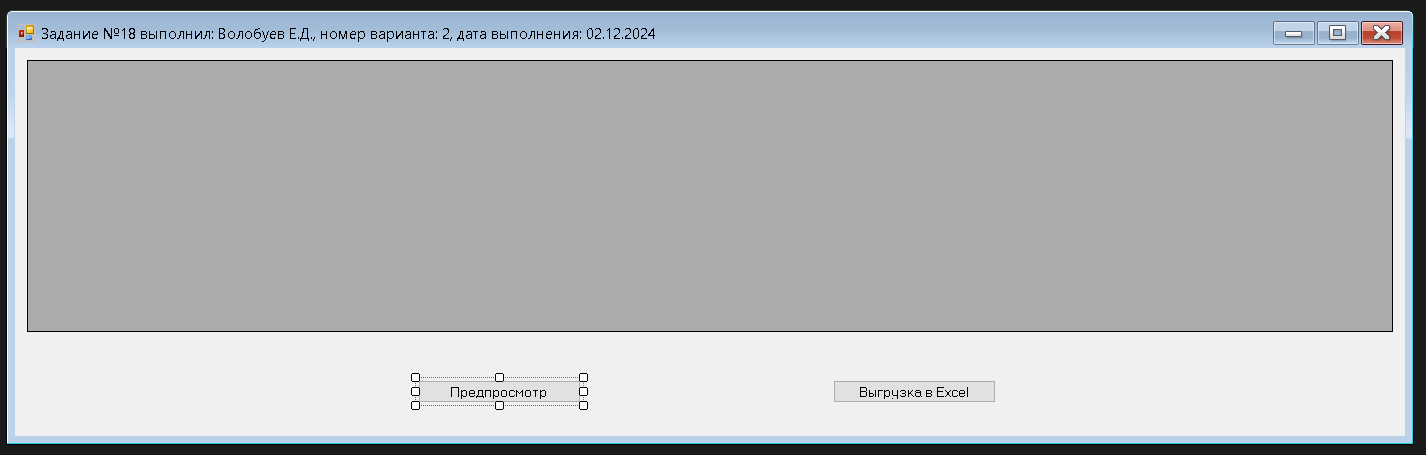 Задание №18 выполнил: Волобуев Е.Д., номер варианта: 2, дата выполнения: 02.12.2024
Предпросмотр
Выгрузка в Excel